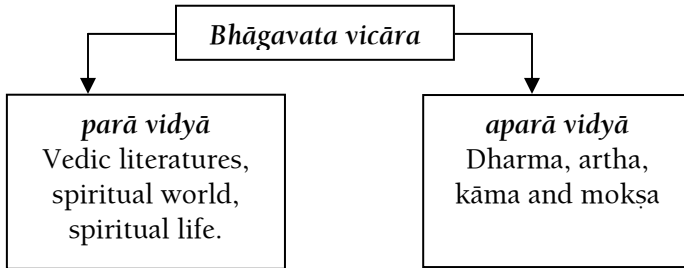 Bhāgavata vicāra
parā vidyā
Vedic literatures,
spiritual world,
spiritual life.
aparā vidyā
Dharma, artha,
kāma and mokṣa